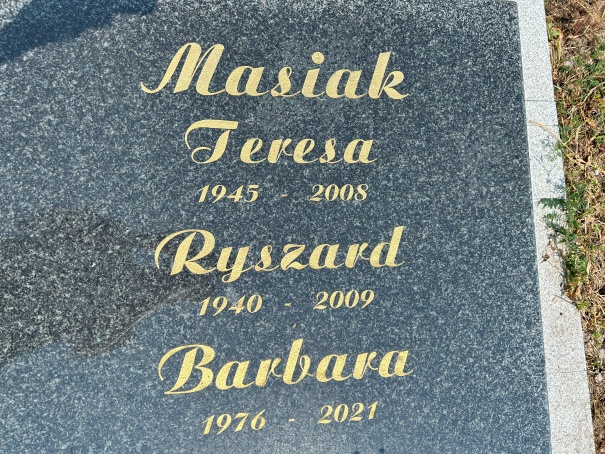 Masiak
Teresa
1945 - 2008
Ryszard
1940 - 2009
Barbara
1976 - 2021